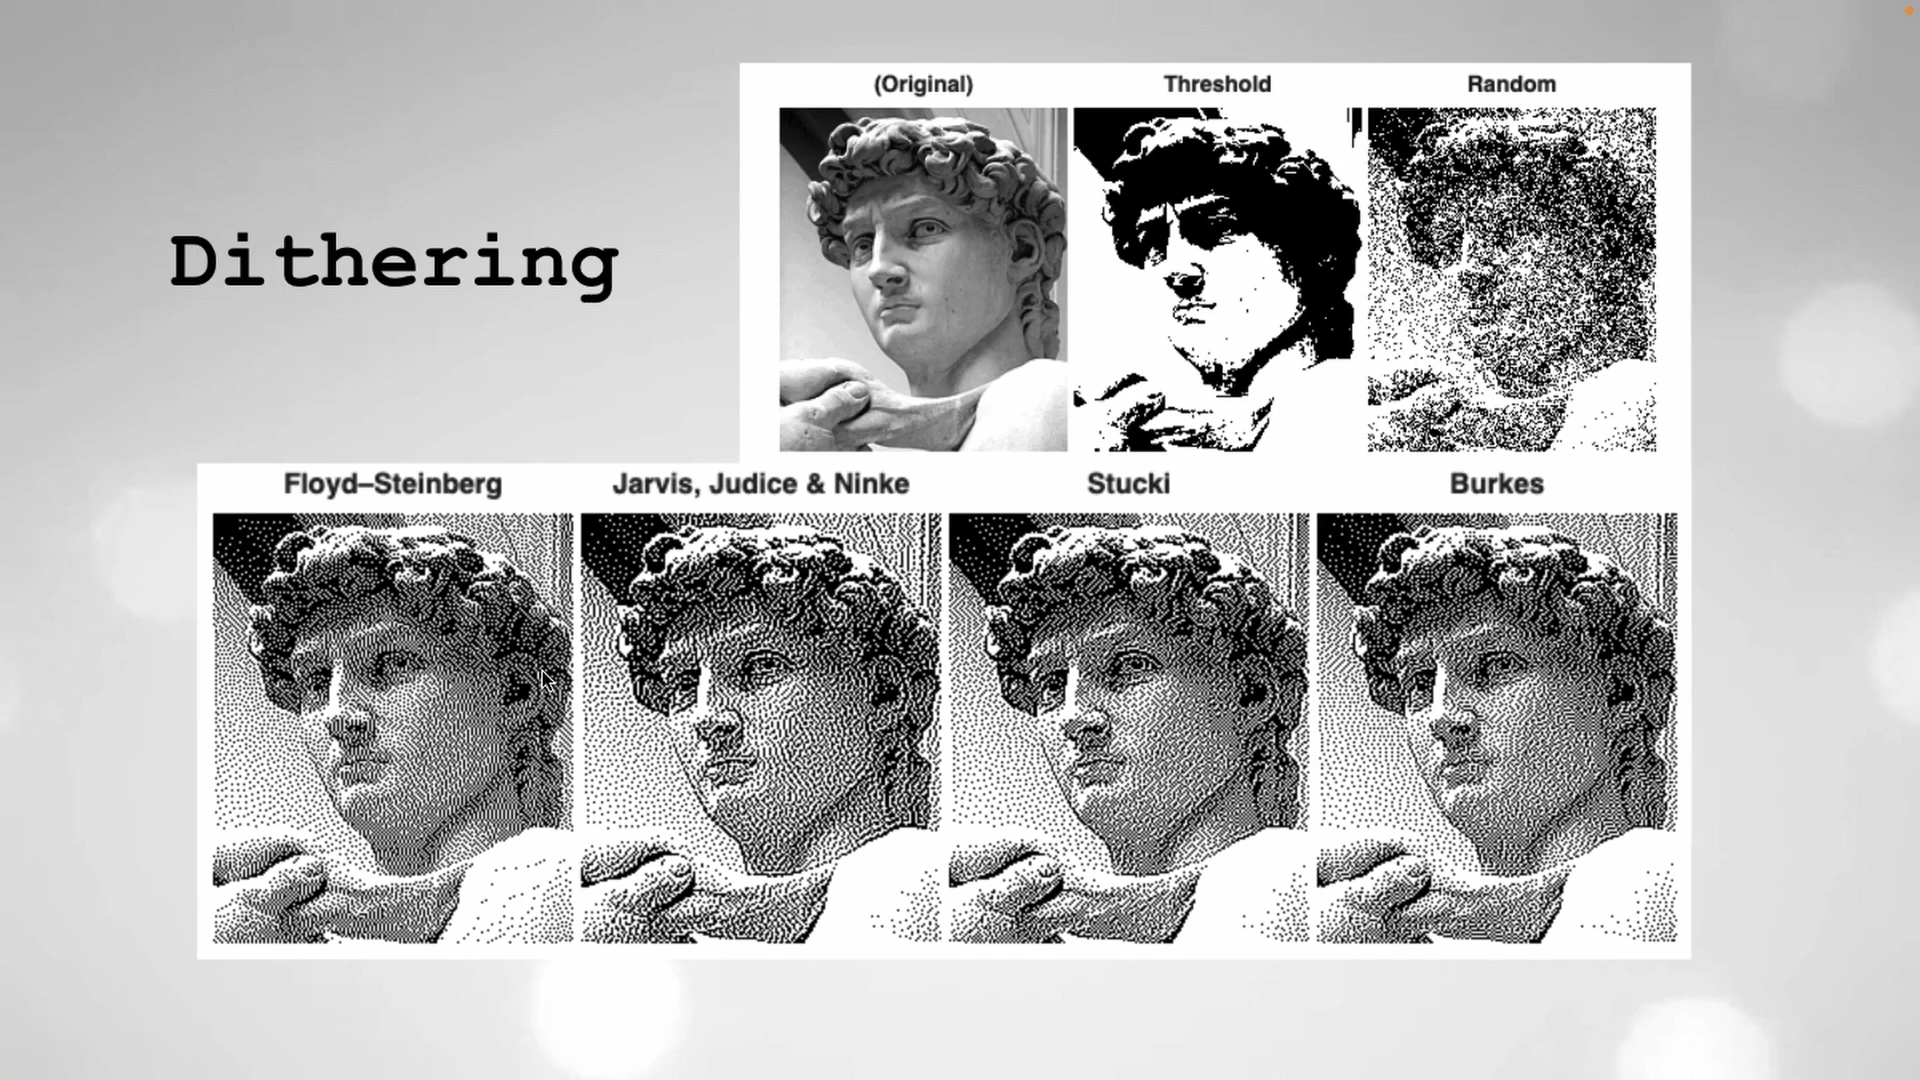 Dithering
(Original) Threshold Random
Floyd–Steinberg Jarvis, Judice & Ninke Stucki Burkes